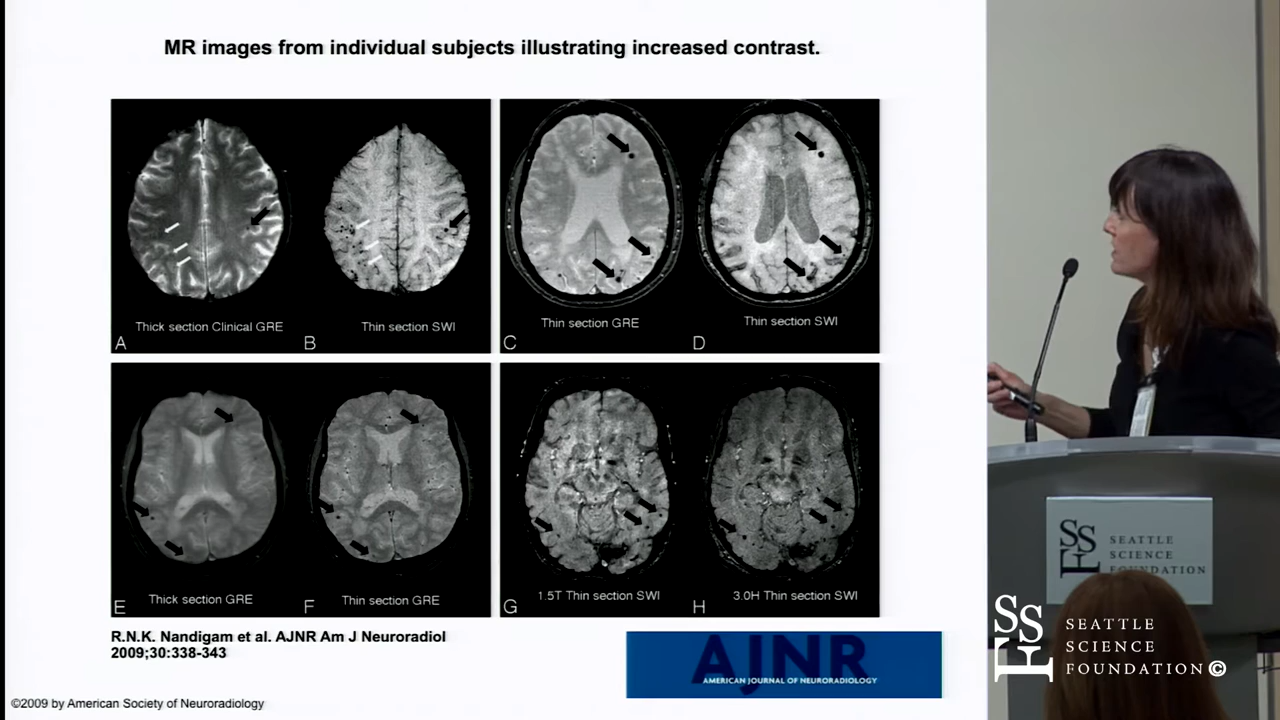 MR images from individual subjects illustrating increased contrast.
Thick section Clinical GRE
A
Thin section SWI
B
Thin section GRE
C
Thin section SWI
D
Thick section GRE
E
Thin section GRE
F
1.5T Thin section SWI
G
3.0H Thin section SWI
H
R.N.K. Nandigam et al. AJNR Am J Neuroradiol
2009;30:338-343
AJNR
AMERICAN JOURNAL OF NEURORADIOLOGY
©2009 by American Society of Neuroradiology
SSF
SEATTLE
SCIENCE
FOUNDATION
SSF
SEATTLE
SCIENCE
FOUNDATION©